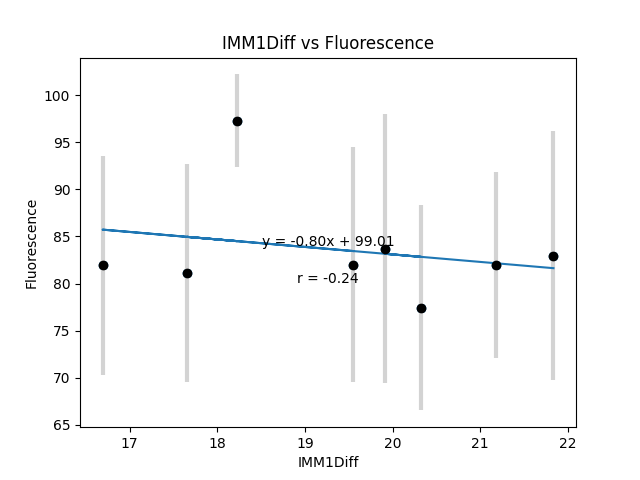 IMM1Diff vs Fluorescence
Fluorescence
100
95
90
85
80
75
70
65
y = -0.80x + 99.01
r = -0.24
17 18 19 20 21 22
IMM1Diff